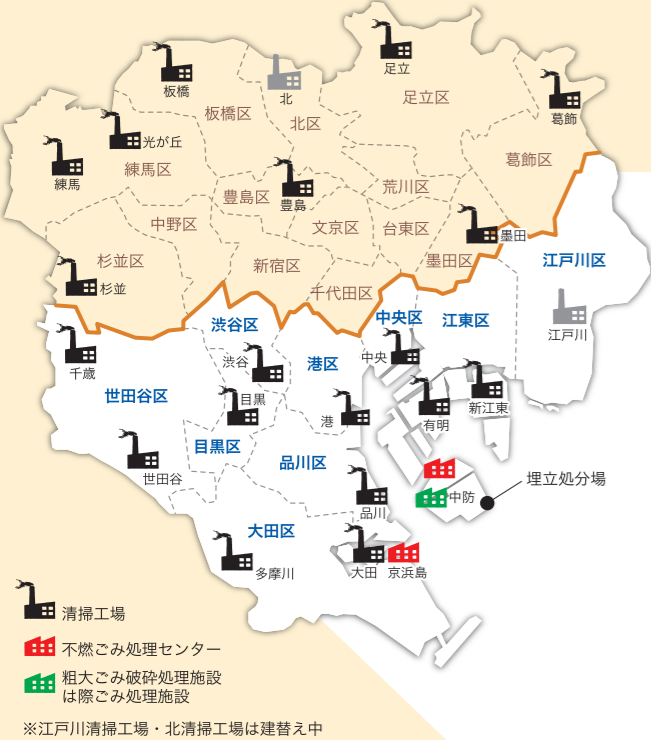 足立
板橋
北
足立区
葛飾
板橋区
北区
光が丘
葛飾区
練馬区
練馬
荒川区
豊島区
豊島
中野区
文京区
台東区
墨田
杉並区
新宿区
墨田区
江戸川区
杉並
千代田区
渋谷区
中央区
江東区
江戸川
渋谷
港区
中央
千歳
世田谷区
目黒
新江東
港
有明
目黒区
品川区
世田谷
埋立処分場
中防
品川
大田区
多摩川
大田
京浜島
清掃工場
不燃ごみ処理センター
粗大ごみ破砕処理施設
は際ごみ処理施設
※江戸川清掃工場・北清掃工場は建替え中